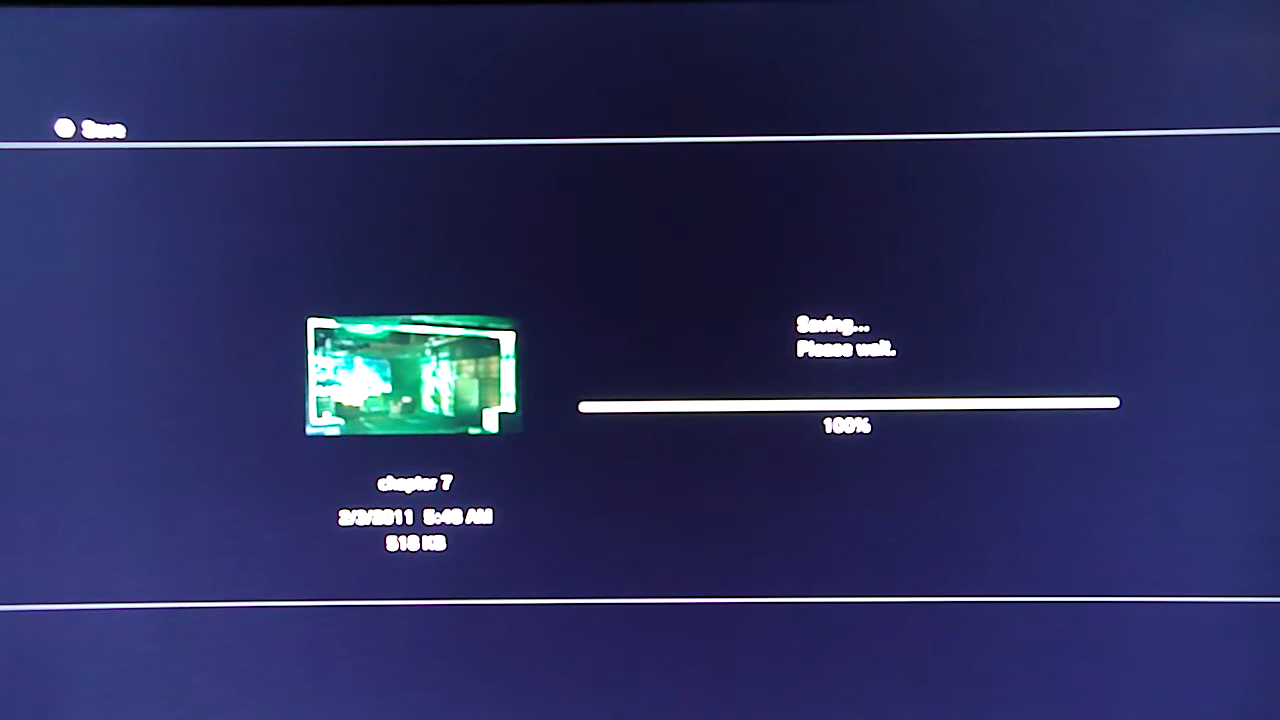 Save
Saving...
Please wait.
100%
chapter 7
2/3/2011 5:48 AM
518 KB